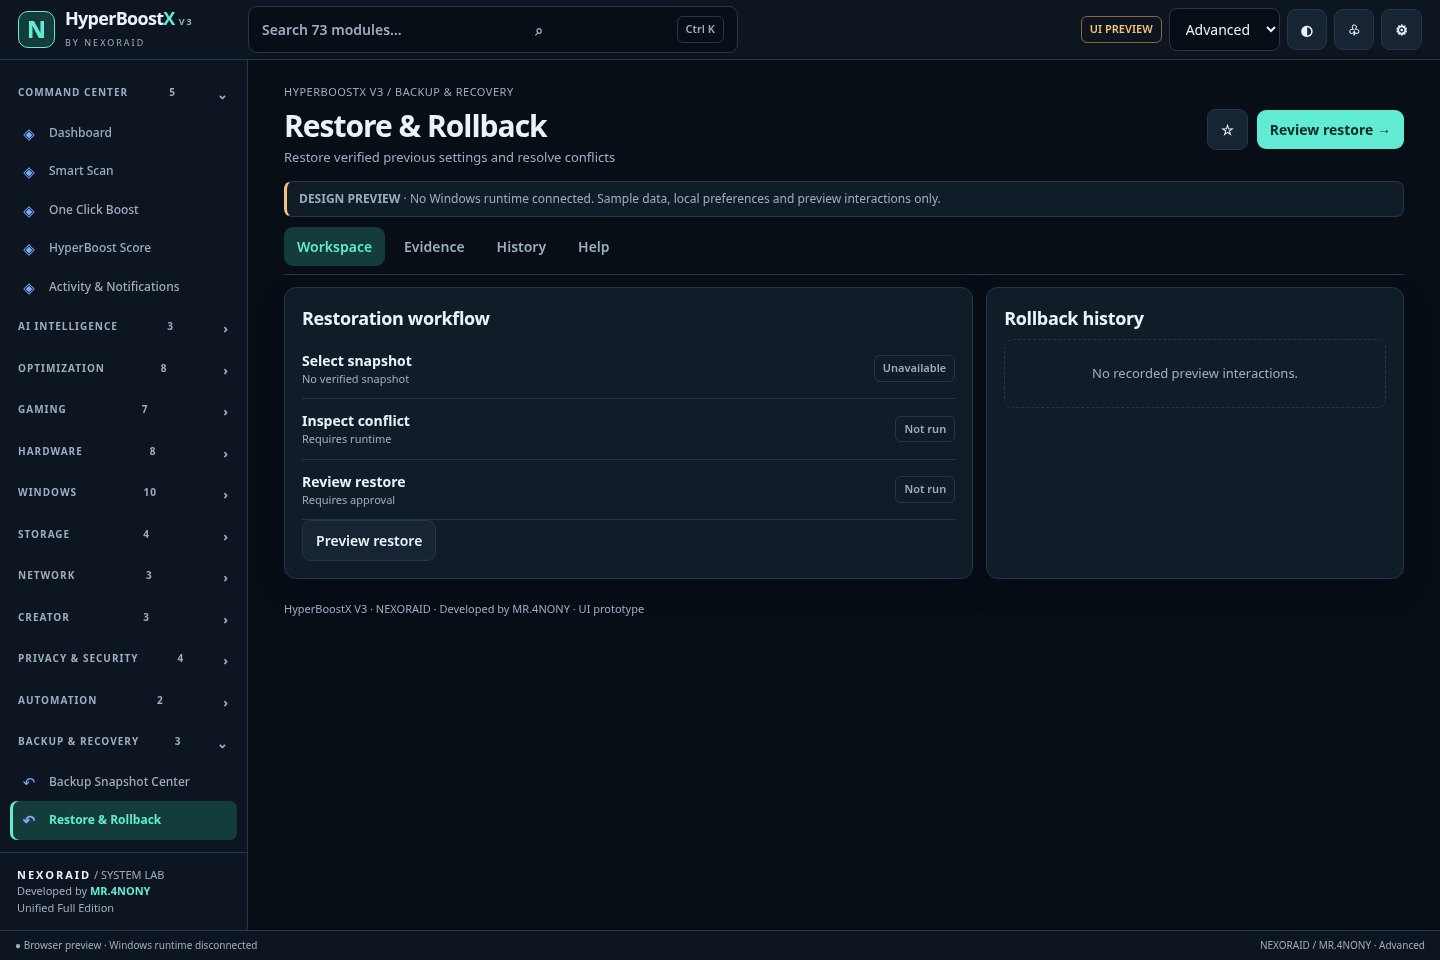 N HyperBoostX V3
BY NEXORAID
Search 73 modules... Ctrl K
UI PREVIEW Advanced
COMMAND CENTER 5
Dashboard
Smart Scan
One Click Boost
HyperBoost Score
Activity & Notifications
AI INTELLIGENCE 3
OPTIMIZATION 8
GAMING 7
HARDWARE 8
WINDOWS 10
STORAGE 4
NETWORK 3
CREATOR 3
PRIVACY & SECURITY 4
AUTOMATION 2
BACKUP & RECOVERY 3
Backup Snapshot Center
Restore & Rollback
NEXORAID / SYSTEM LAB
Developed by MR.4NONY
Unified Full Edition
HYPERBOOSTX V3 / BACKUP & RECOVERY
Restore & Rollback
Restore verified previous settings and resolve conflicts
Review restore →
DESIGN PREVIEW · No Windows runtime connected. Sample data, local preferences and preview interactions only.
Workspace Evidence History Help
Restoration workflow
Select snapshot
No verified snapshot
Unavailable
Inspect conflict
Requires runtime
Not run
Review restore
Requires approval
Not run
Preview restore
Rollback history
No recorded preview interactions.
HyperBoostX V3 · NEXORAID · Developed by MR.4NONY · UI prototype
● Browser preview · Windows runtime disconnected
NEXORAID / MR.4NONY · Advanced